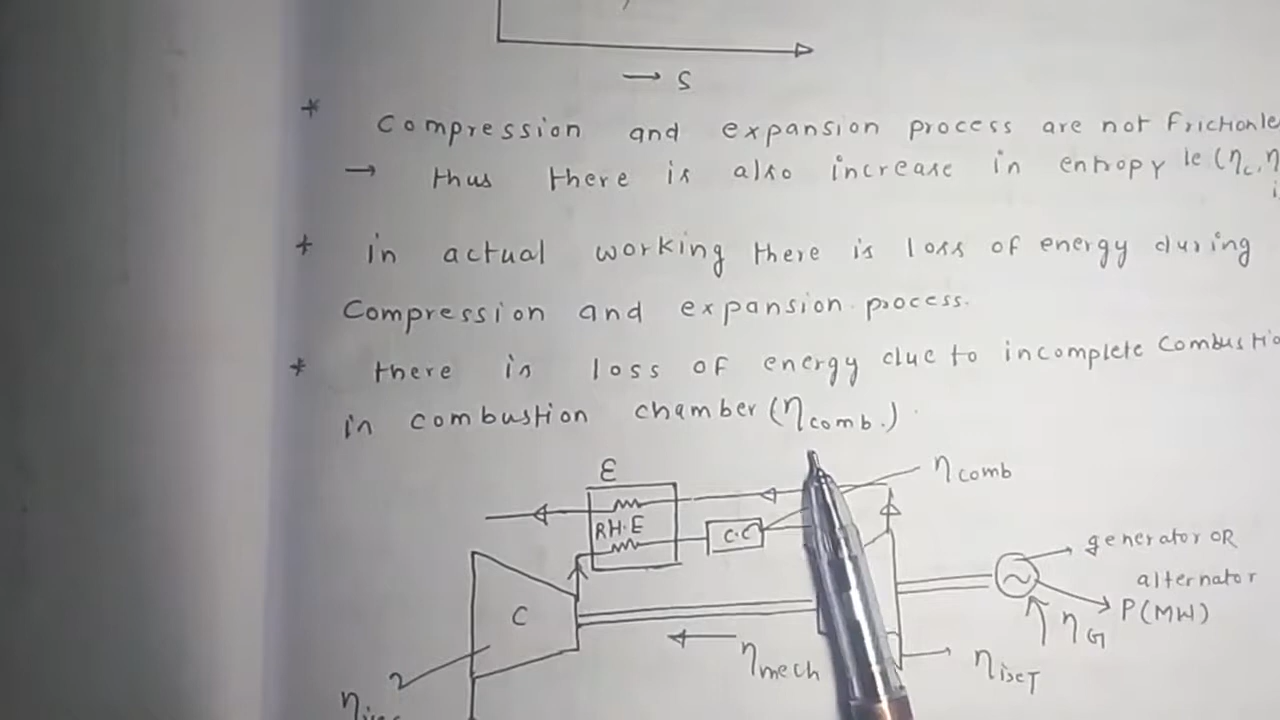 → S
* Compression and expansion process are not
→ thus there is also increase in entropy ie (ηc,
* in actual working there is loss of energy during
Compression and expansion process.
* there is loss of energy due to incomplete
in combustion chamber (ηcomb.)
ε
ηcomb
RH.E
C.C
generator OR
alternator
C
P(MW)
ηG
ηmech
ηiseT